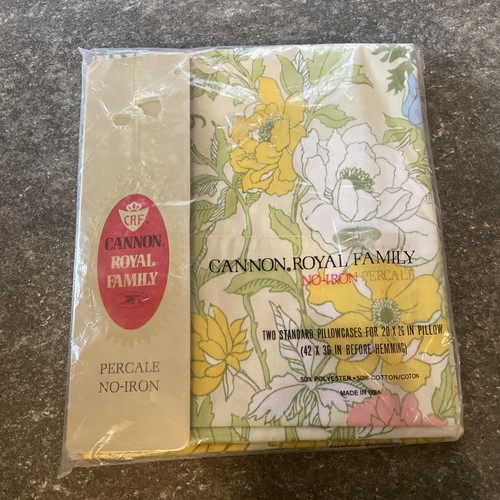 CRF
CANNON®
ROYAL
FAMILY
PERCALE
NO-IRON
CANNON® ROYAL FAMILY
NO-IRON PERCALE
TWO STANDARD PILLOWCASES FOR 20 X 26 IN PILLOW
(42 X 36 IN BEFORE HEMMING)
50% POLYESTER • 50% COTTON/COTON
MADE IN USA